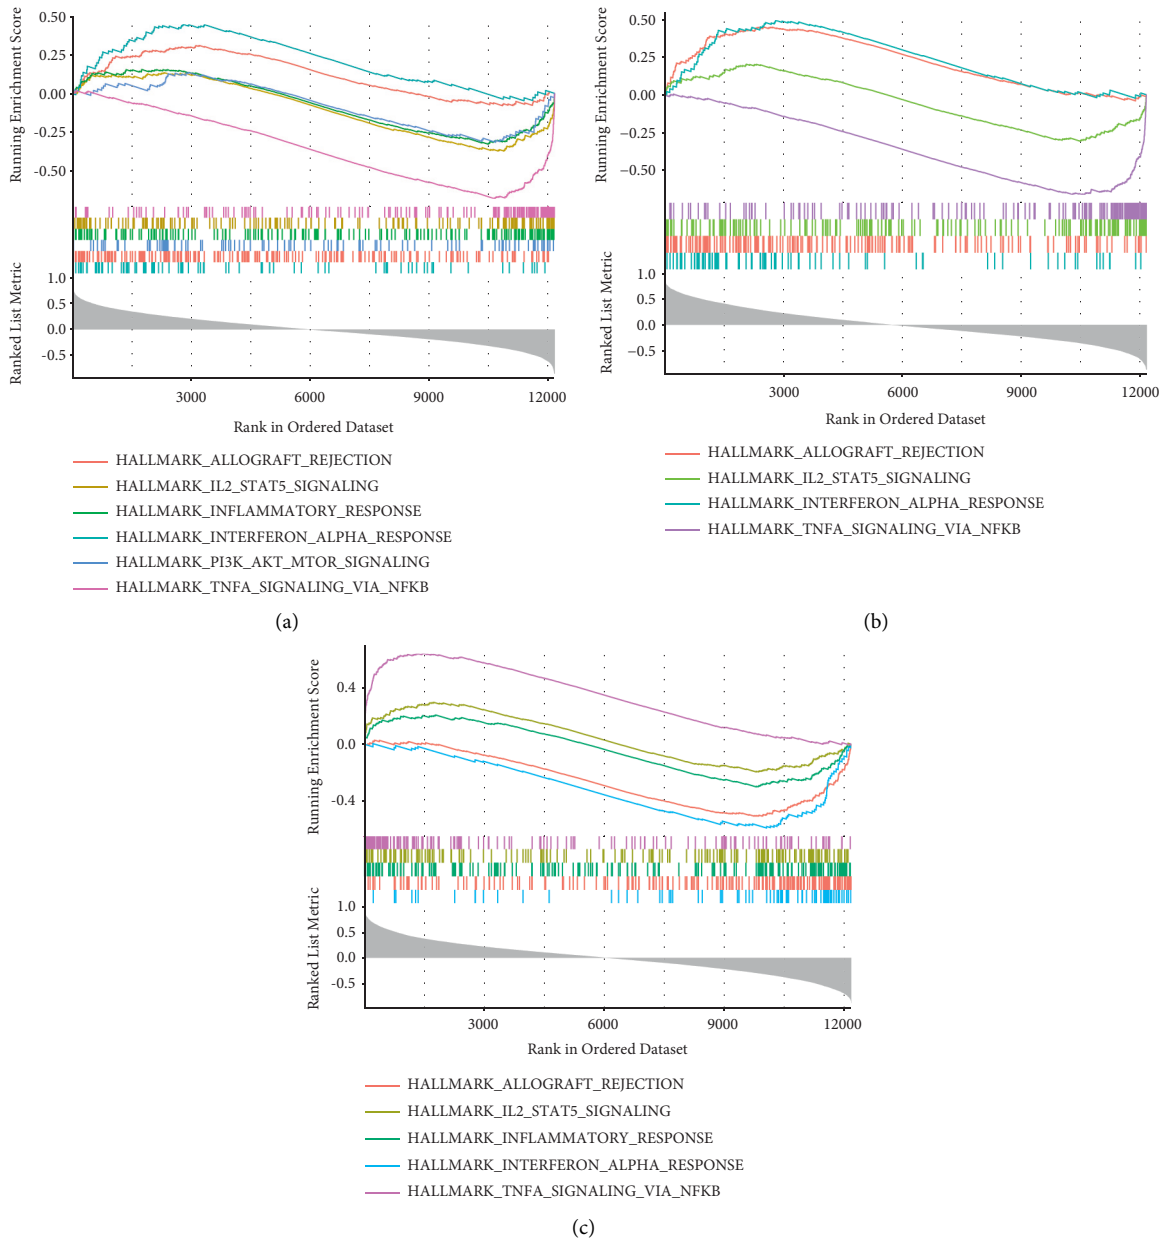 Running Enrichment Score
0.50
0.25
0.00
-0.25
-0.50
Ranked List Metric
1.0
0.5
0.0
-0.5
3000 6000 9000 12000
Rank in Ordered Dataset
HALLMARK_ALLOGRAFT_REJECTION
HALLMARK_IL2_STAT5_SIGNALING
HALLMARK_INFLAMMATORY_RESPONSE
HALLMARK_INTERFERON_ALPHA_RESPONSE
HALLMARK_PI3K_AKT_MTOR_SIGNALING
HALLMARK_TNFA_SIGNALING_VIA_NFKB
(a)
Running Enrichment Score
0.50
0.25
0.00
−0.25
−0.50
Ranked List Metric
1.0
0.5
0.0
−0.5
3000 6000 9000 12000
Rank in Ordered Dataset
HALLMARK_ALLOGRAFT_REJECTION
HALLMARK_IL2_STAT5_SIGNALING
HALLMARK_INTERFERON_ALPHA_RESPONSE
HALLMARK_TNFA_SIGNALING_VIA_NFKB
(b)
Running Enrichment Score
0.4
0.0
-0.4
Ranked List Metric
1.0
0.5
0.0
-0.5
3000 6000 9000 12000
Rank in Ordered Dataset
HALLMARK_ALLOGRAFT_REJECTION
HALLMARK_IL2_STAT5_SIGNALING
HALLMARK_INFLAMMATORY_RESPONSE
HALLMARK_INTERFERON_ALPHA_RESPONSE
HALLMARK_TNFA_SIGNALING_VIA_NFKB
(c)